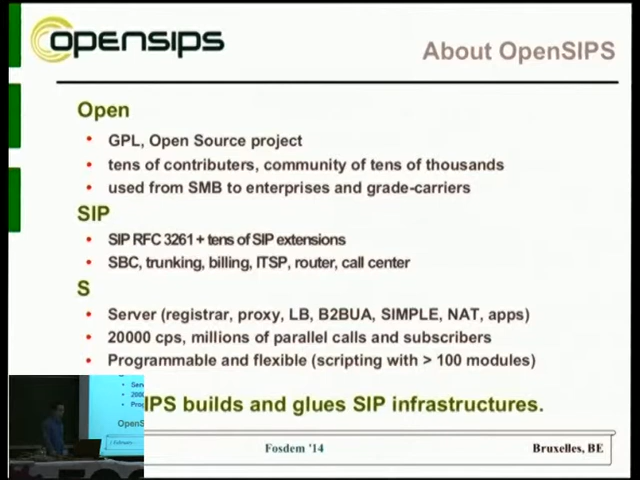 opensips
About OpenSIPS
Open
• GPL, Open Source project
• tens of contributers, community of tens of thousands
• used from SMB to enterprises and grade-carriers
SIP
• SIP RFC 3261 + tens of SIP extensions
• SBC, trunking, billing, ITSP, router, call center
S
• Server (registrar, proxy, LB, B2BUA, SIMPLE, NAT, apps)
• 20000 cps, millions of parallel calls and subscribers
• Programmable and flexible (scripting with > 100 modules)
IPS builds and glues SIP infrastructures.
Fosdem '14
Bruxelles, BE